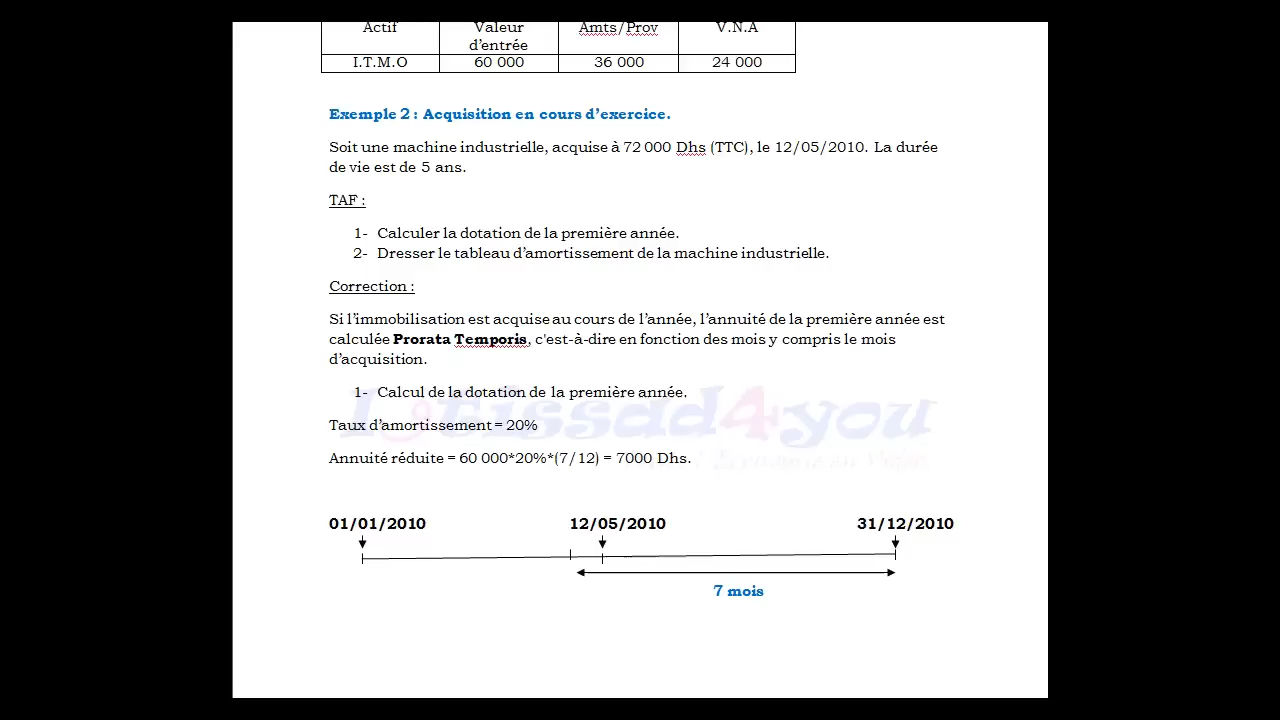 Actif Valeur Amts/Prov V.N.A
d'entrée
I.T.M.O 60 000 36 000 24 000
Exemple 2 : Acquisition en cours d'exercice.
Soit une machine industrielle, acquise à 72 000 Dhs (TTC), le 12/05/2010. La durée
de vie est de 5 ans.
TAF :
1- Calculer la dotation de la première année.
2- Dresser le tableau d'amortissement de la machine industrielle.
Correction :
Si l'immobilisation est acquise au cours de l'année, l'annuité de la première année est
calculée Prorata Temporis, c'est-à-dire en fonction des mois y compris le mois
d'acquisition.
1- Calcul de la dotation de la première année.
Taux d'amortissement = 20%
Annuité réduite = 60 000*20%*(7/12) = 7000 Dhs.
01/01/2010 12/05/2010 31/12/2010
7 mois